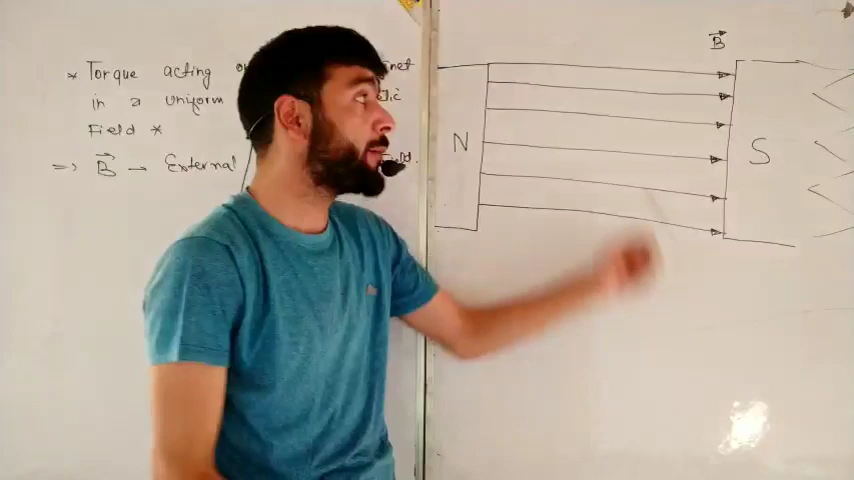 * Torque acting
in a uniform
Field *
=> B → External
B
N
S